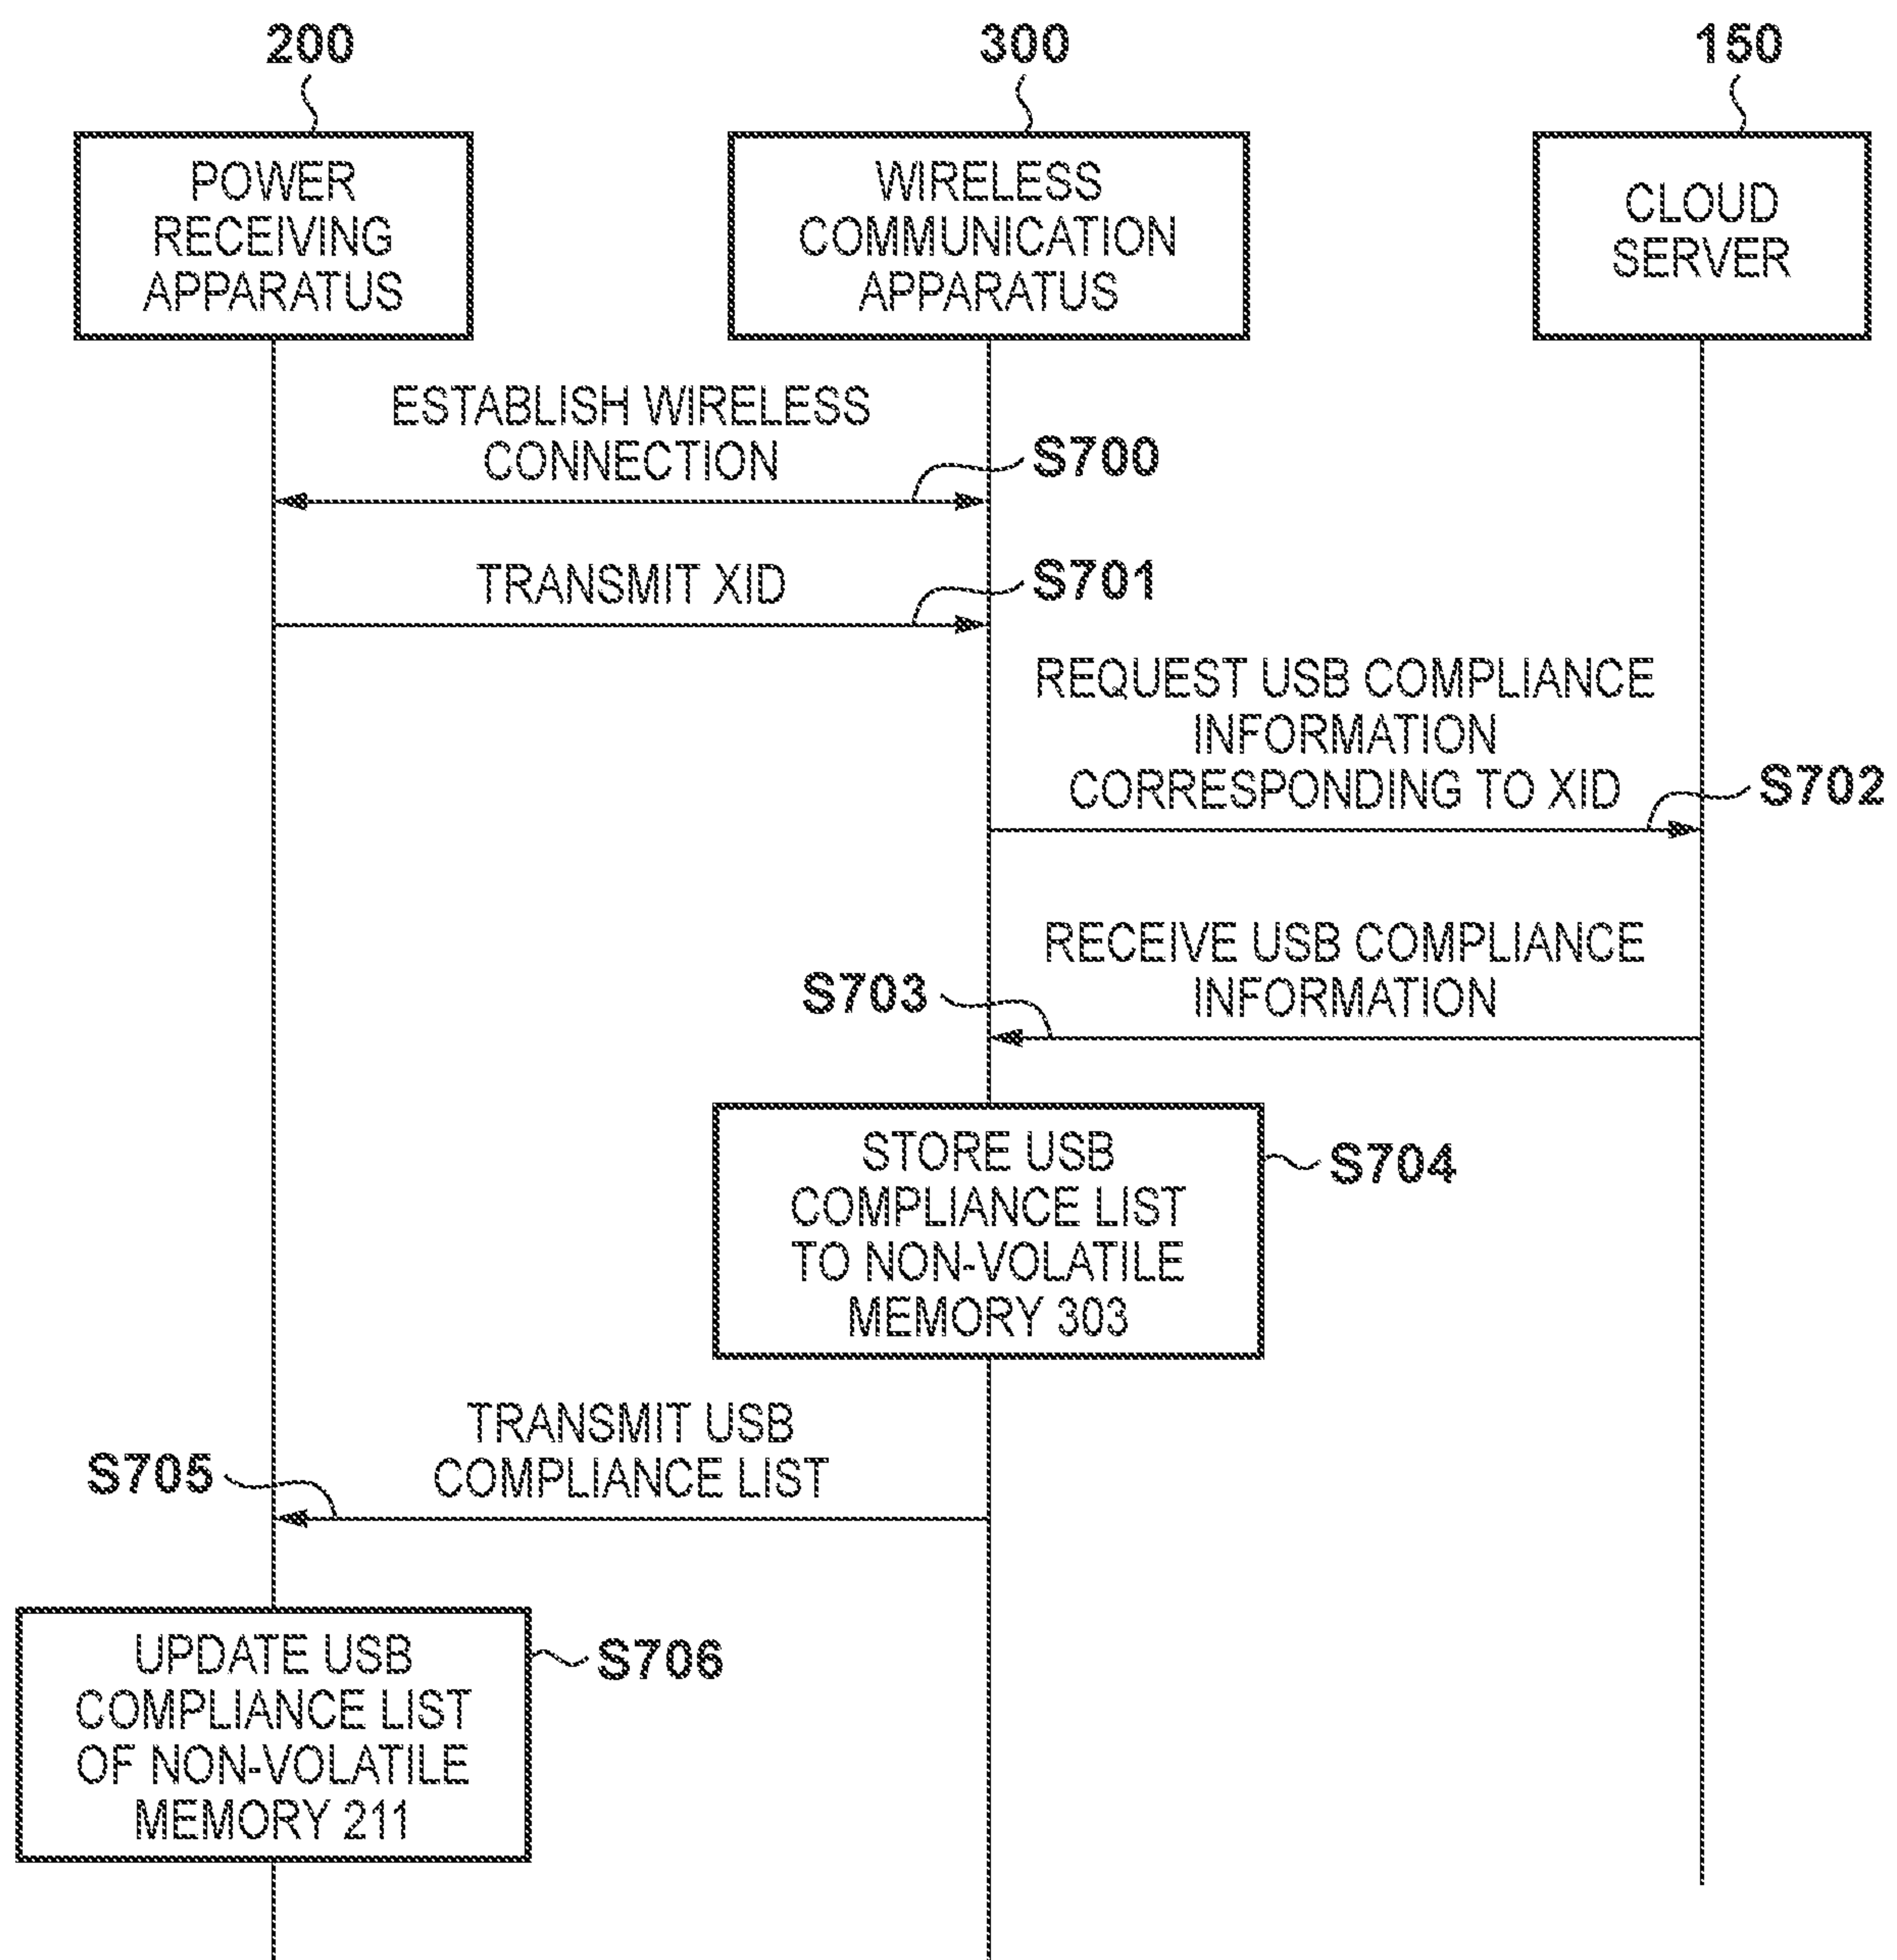 200
300
150
POWER
RECEIVING
APPARATUS
WIRELESS
COMMUNICATION
APPARATUS
CLOUD
SERVER
ESTABLISH WIRELESS
CONNECTION
S700
TRANSMIT XID
S701
REQUEST USB COMPLIANCE
INFORMATION
CORRESPONDING TO XID
S702
RECEIVE USB COMPLIANCE
INFORMATION
S703
STORE USB
COMPLIANCE LIST
TO NON-VOLATILE
MEMORY 303
S704
TRANSMIT USB
COMPLIANCE LIST
S705
UPDATE USB
COMPLIANCE LIST
OF NON-VOLATILE
MEMORY 211
S706